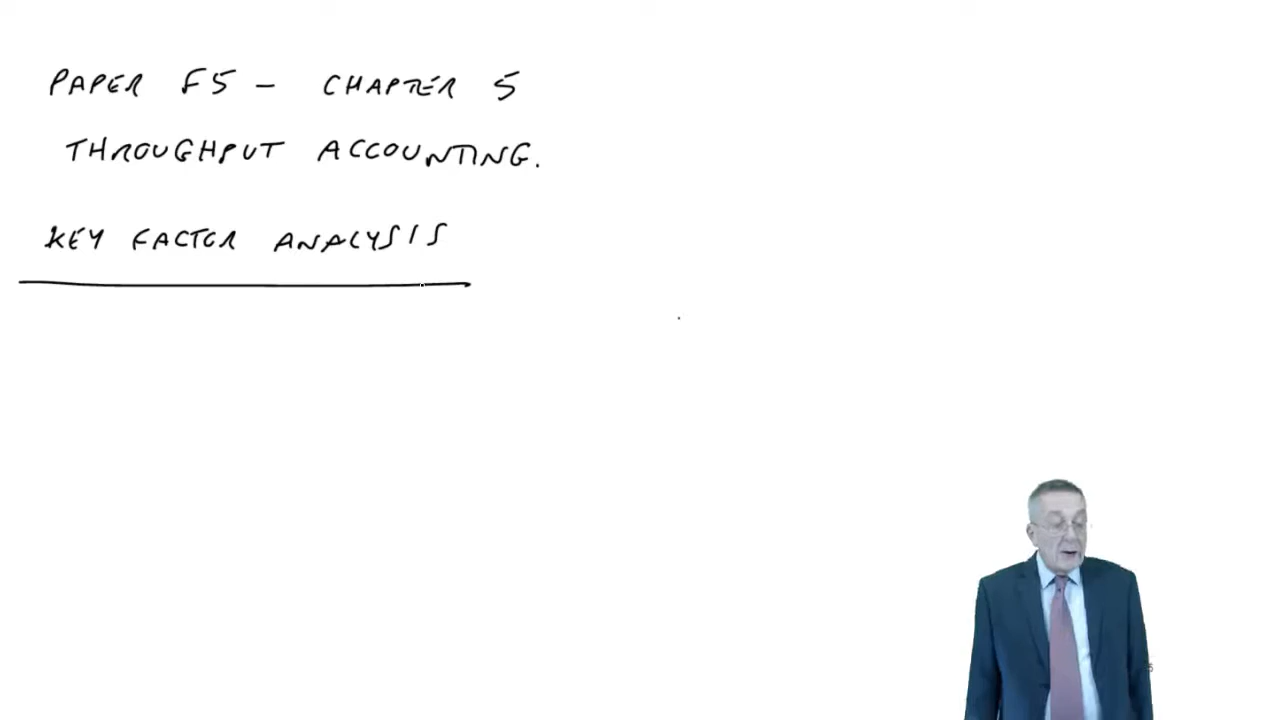 PAPER F5 - CHAPTER 5
THROUGHPUT ACCOUNTING.
KEY FACTOR ANALYSIS